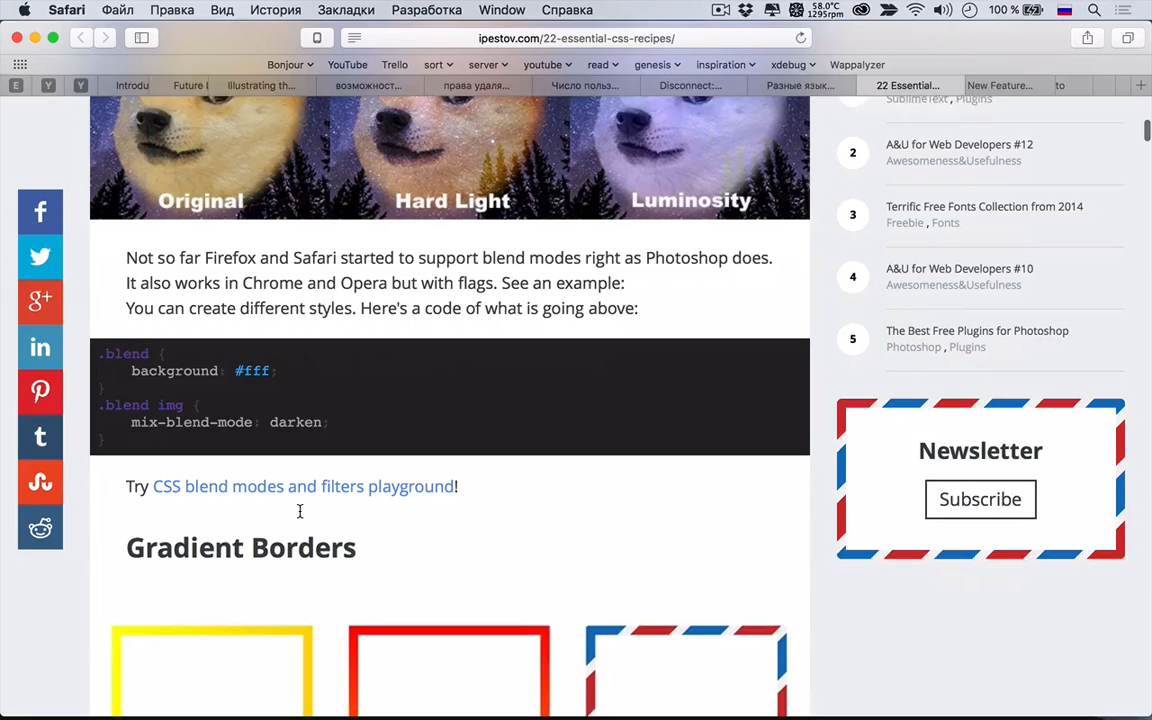 Safari Файл Правка Вид История Закладки Разработка Window Справка 58.0°C 1295rpm 100 %
ipestov.com/22-essential-css-recipes/
Bonjour YouTube Trello sort server youtube read genesis inspiration xdebug Wappalyzer
E Y Y Introdu Future I Illustrating th... возможност... права удаля... Число польз... Disconnect:... Разные язык... 22 Essential... New Feature... to
Original Hard Light Luminosity
Not so far Firefox and Safari started to support blend modes right as Photoshop does.
It also works in Chrome and Opera but with flags. See an example:
You can create different styles. Here's a code of what is going above:
.blend {
background: #fff;
}
.blend img {
mix-blend-mode: darken;
}
Try CSS blend modes and filters playground!
Gradient Borders
SublimeText , Plugins
2 A&U for Web Developers #12
Awesomeness&Usefulness
3 Terrific Free Fonts Collection from 2014
Freebie , Fonts
4 A&U for Web Developers #10
Awesomeness&Usefulness
5 The Best Free Plugins for Photoshop
Photoshop , Plugins
Newsletter
Subscribe